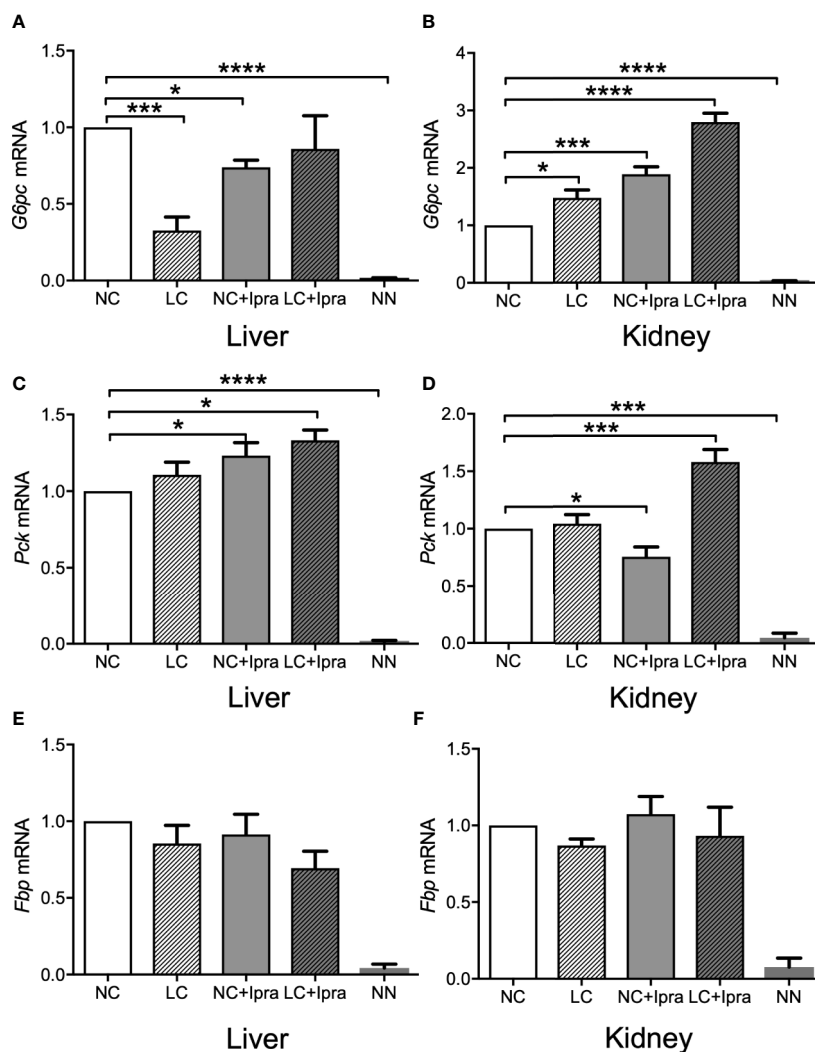 A
G6pc mRNA
1.5
1.0
0.5
0.0
****
*
***
NC LC NC+Ipra LC+Ipra NN
Liver
B
G6pc mRNA
4
3
2
1
0
****
****
***
*
NC LC NC+Ipra LC+Ipra NN
Kidney
C
Pck mRNA
1.5
1.0
0.5
0.0
****
*
*
NC LC NC+Ipra LC+Ipra NN
Liver
D
Pck mRNA
2.0
1.5
1.0
0.5
0.0
***
***
*
NC LC NC+Ipra LC+Ipra NN
Kidney
E
Fbp mRNA
1.5
1.0
0.5
0.0
NC LC NC+Ipra LC+Ipra NN
Liver
F
Fbp mRNA
1.5
1.0
0.5
0.0
NC LC NC+Ipra LC+Ipra NN
Kidney